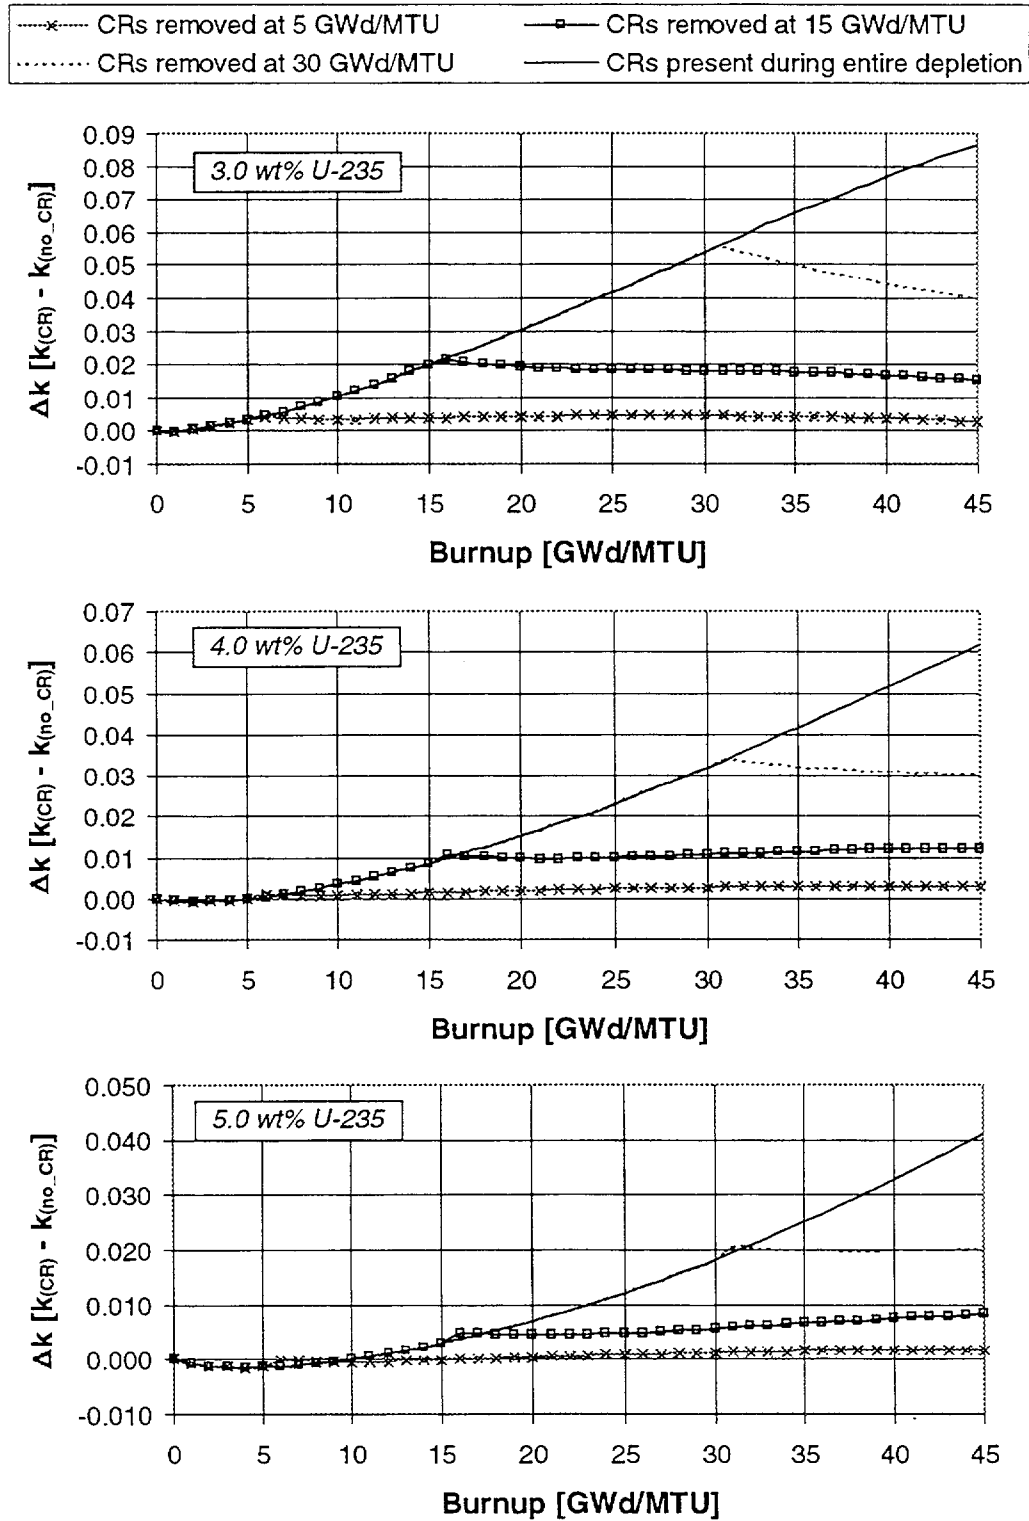 CRs removed at 5 GWd/MTU CRs removed at 15 GWd/MTU
CRs removed at 30 GWd/MTU CRs present during entire depletion
0.09
0.08
0.07
0.06
0.05
0.04
0.03
0.02
0.01
0.00
-0.01
Δk [k(CR) - k(no_CR)]
3.0 wt% U-235
0 5 10 15 20 25 30 35 40 45
Burnup [GWd/MTU]
0.07
0.06
0.05
0.04
0.03
0.02
0.01
0.00
-0.01
Δk [k(CR) - k(no_CR)]
4.0 wt% U-235
0 5 10 15 20 25 30 35 40 45
Burnup [GWd/MTU]
0.050
0.040
0.030
0.020
0.010
0.000
-0.010
Δk [k(CR) - k(no_CR)]
5.0 wt% U-235
0 5 10 15 20 25 30 35 40 45
Burnup [GWd/MTU]